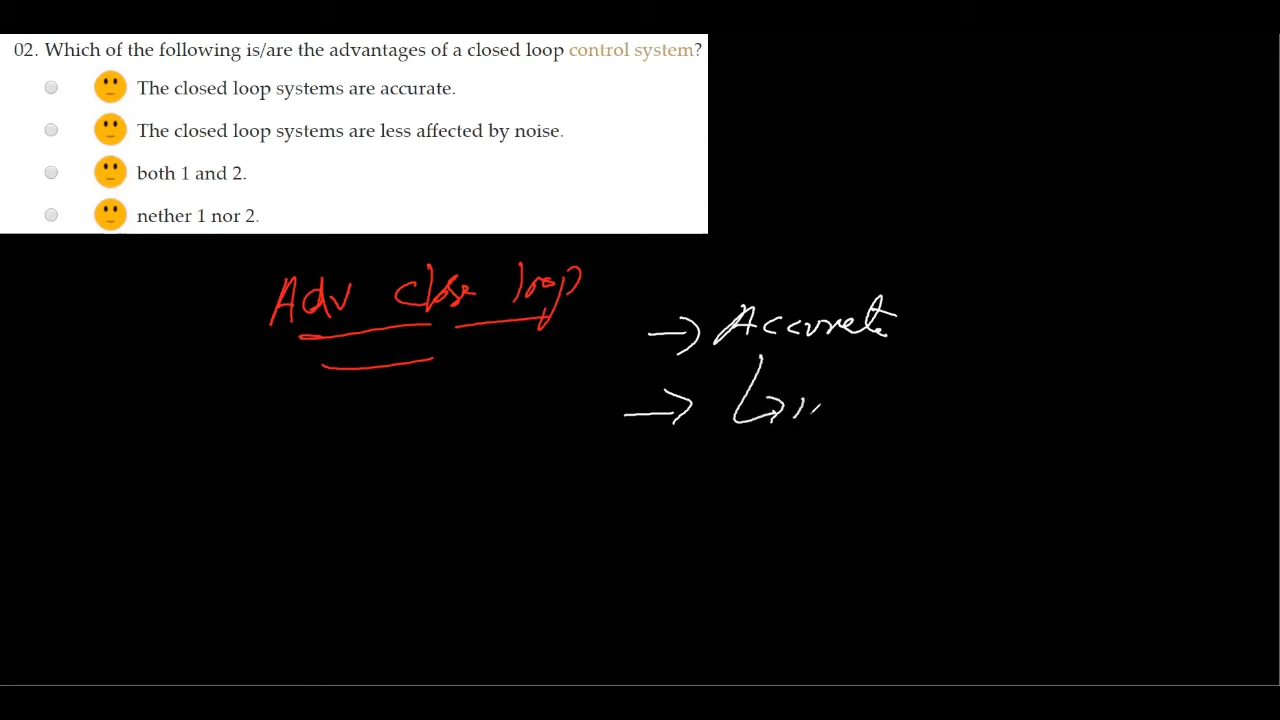 02. Which of the following is/are the advantages of a closed loop control system?
The closed loop systems are accurate.
The closed loop systems are less affected by noise.
both 1 and 2.
nether 1 nor 2.
Adv close loop
→ Accurate
→